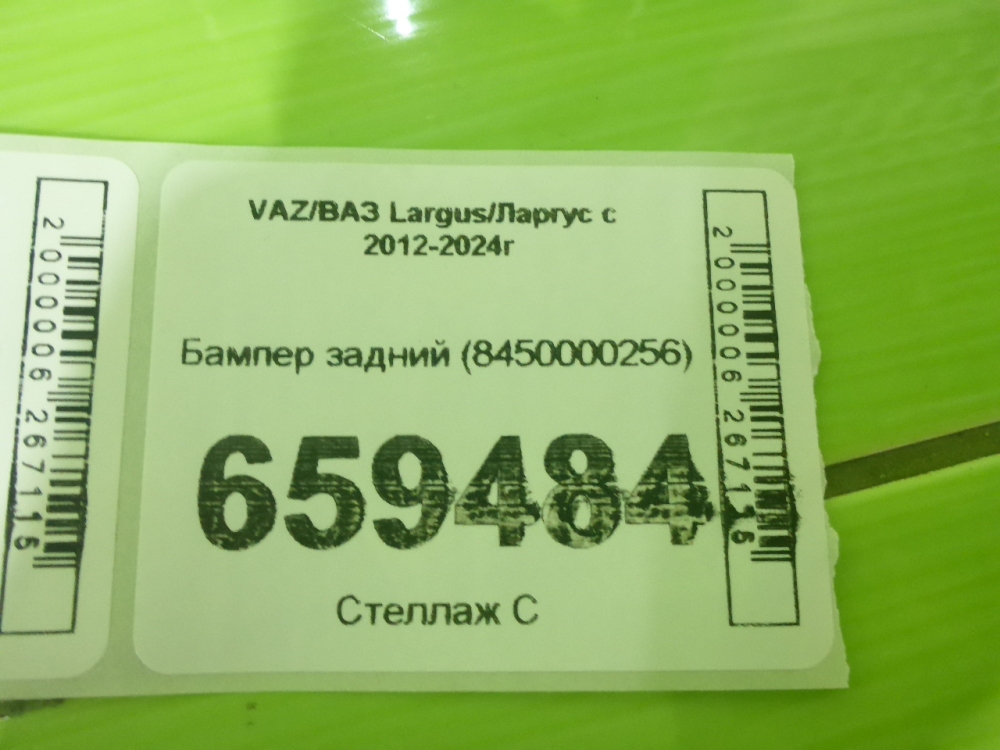 VAZ/ВАЗ Largus/Ларгус с
2012-2024г
Бампер задний (8450000256)
659484
Стеллаж С
2000006267115
2000006267115